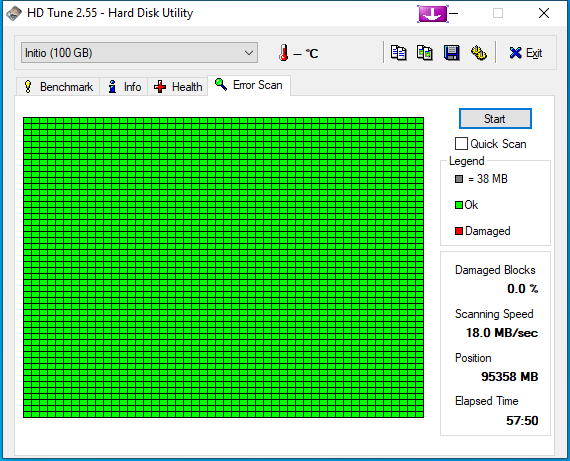 HD Tune 2.55 - Hard Disk Utility
Initio (100 GB)
– °C
Exit
Benchmark
Info
Health
Error Scan
Start
Quick Scan
Legend
= 38 MB
Ok
Damaged
Damaged Blocks
0.0 %
Scanning Speed
18.0 MB/sec
Position
95358 MB
Elapsed Time
57:50